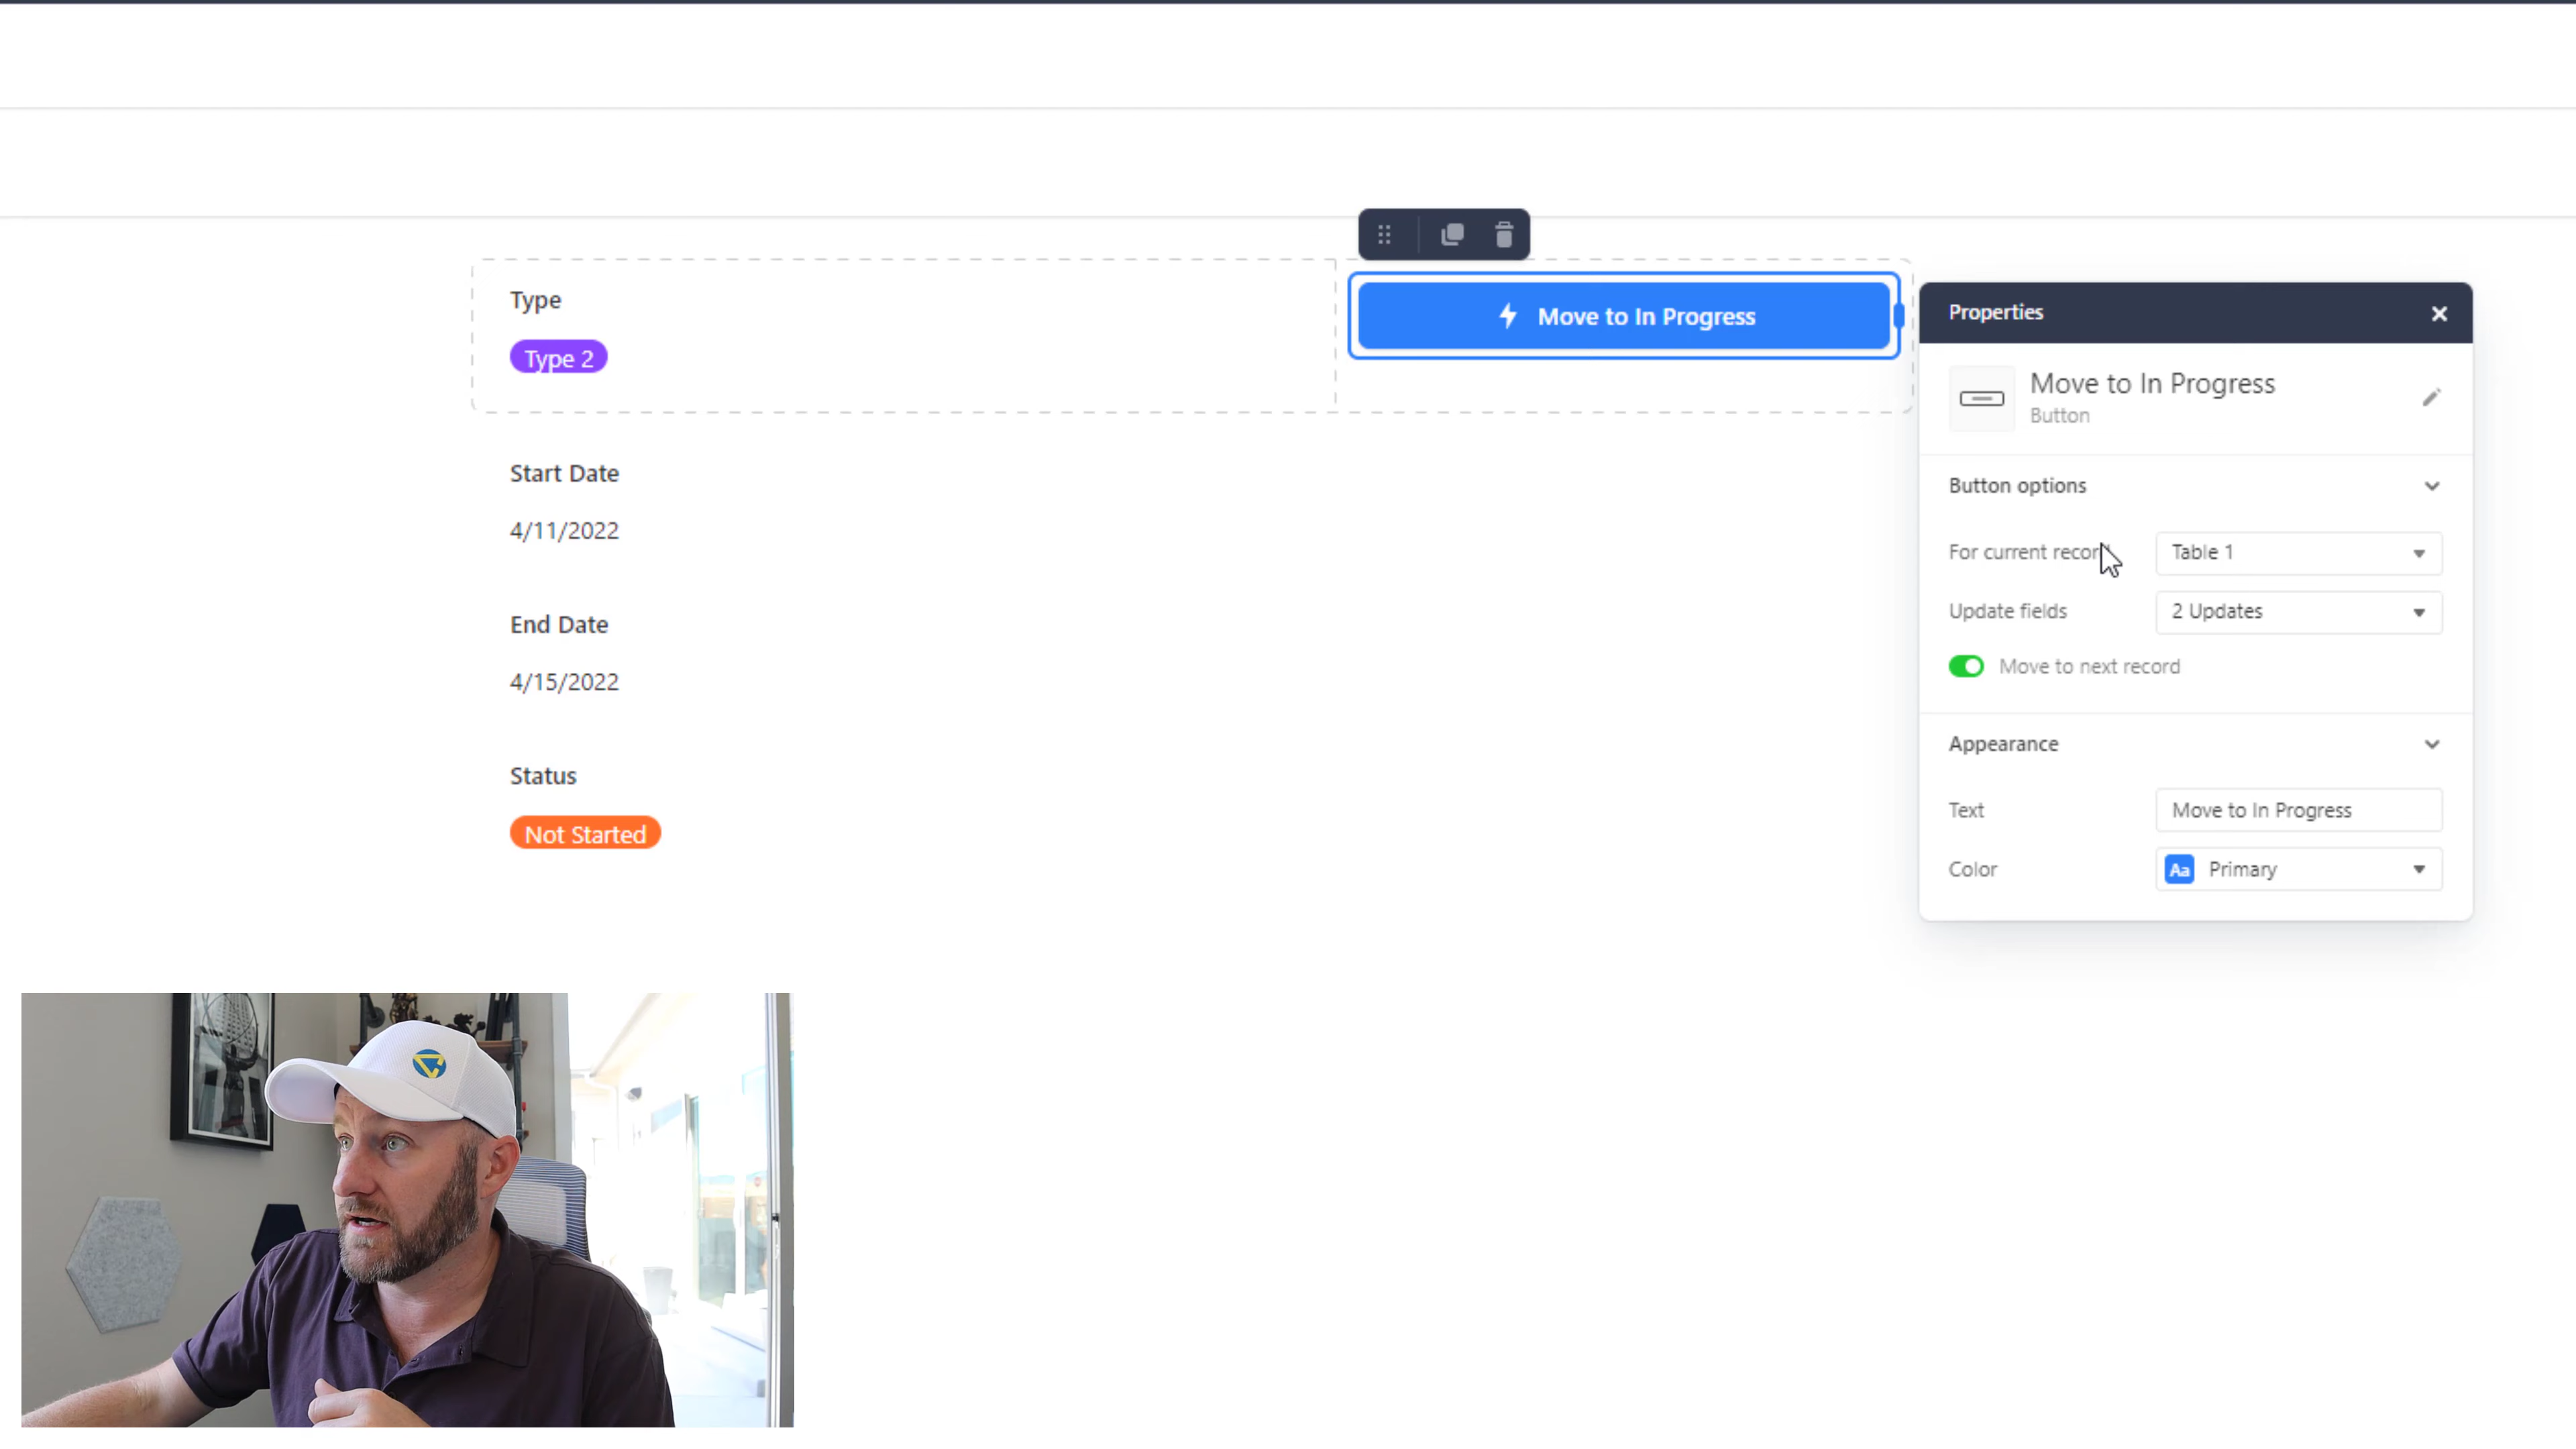 Type
Type 2
Move to In Progress
Start Date
4/11/2022
End Date
4/15/2022
Status
Not Started
Properties
Move to In Progress
Button
Button options
For current record
Table 1
Update fields
2 Updates
Move to next record
Appearance
Text
Move to In Progress
Color
Aa Primary